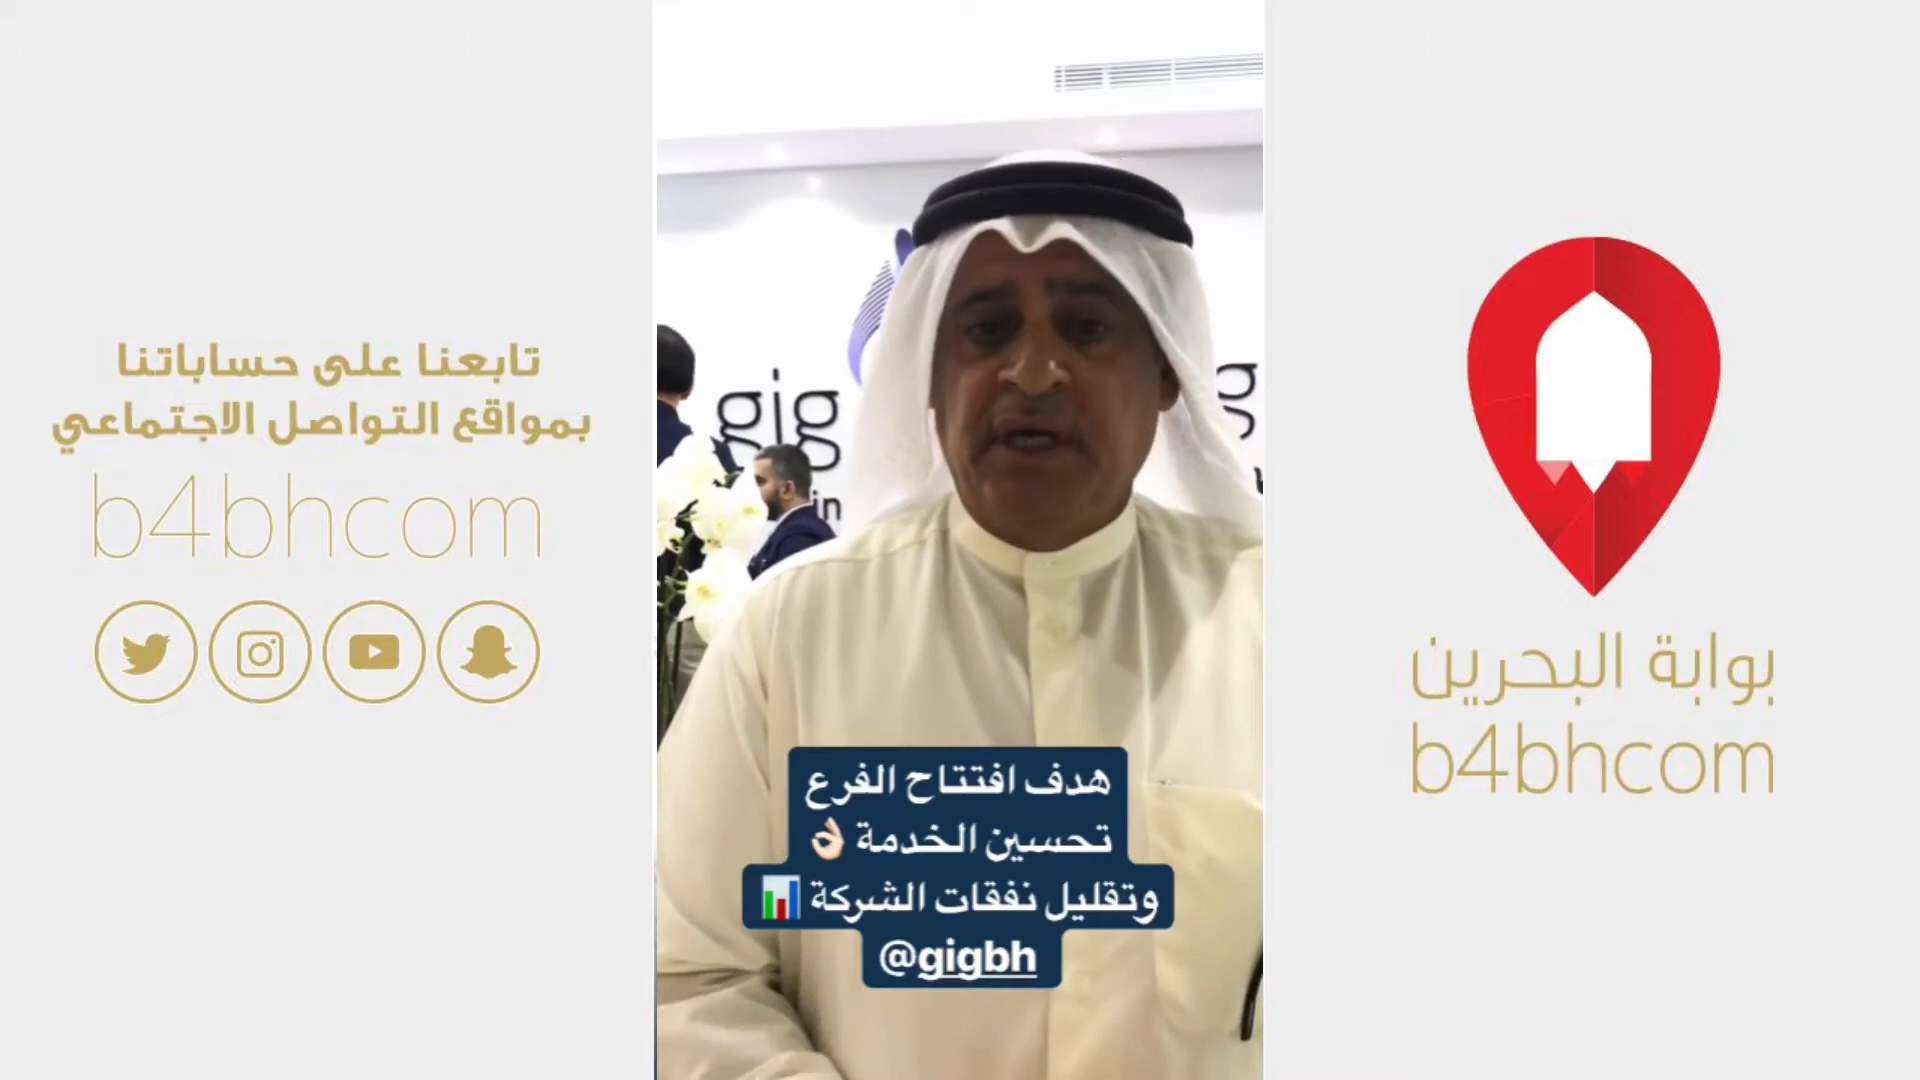 تابعنا على حساباتنا
بمواقع التواصل الاجتماعي
b4bhcom
gig
in
هدف افتتاح الفرع
تحسين الخدمة 👌🏻
وتقليل نفقات الشركة 📊
@gigbh
بوابة البحرين
b4bhcom